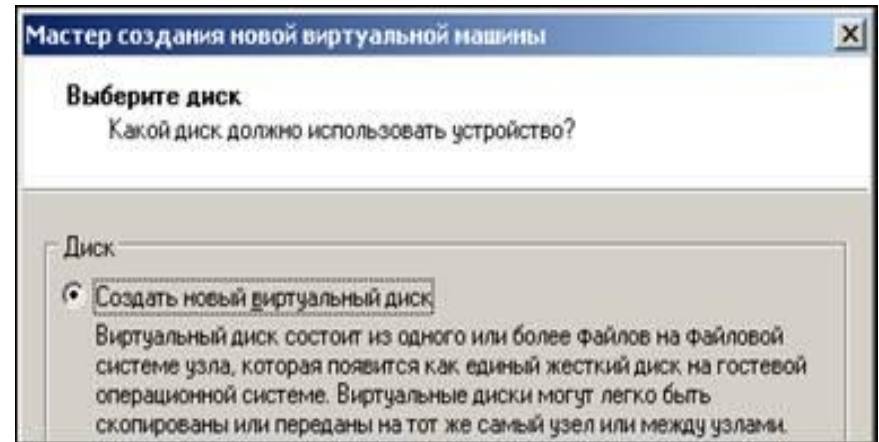 Мастер создания новой виртуальной машины
Выберите диск
Какой диск должно использовать устройство?
Диск
Создать новый виртуальный диск
Виртуальный диск состоит из одного или более файлов на файловой
системе узла, которая появится как единый жесткий диск на гостевой
операционной системе. Виртуальные диски могут легко быть
скопированы или переданы на тот же самый узел или между узлами.